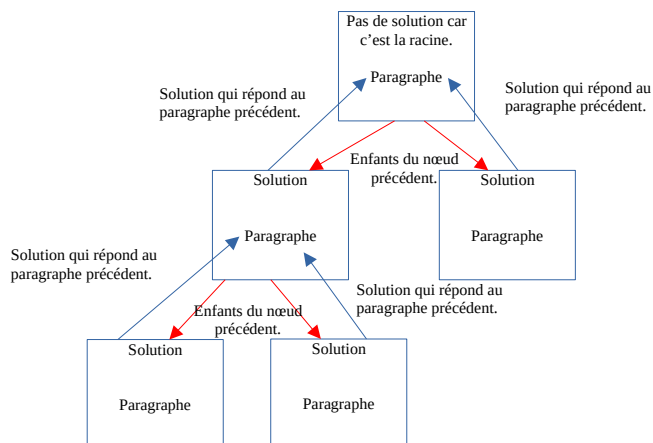 Pas de solution car
c’est la racine.
Paragraphe
Solution qui répond au
paragraphe précédent.
Solution qui répond au
paragraphe précédent.
Enfants du nœud
précédent.
Solution
Paragraphe
Solution
Paragraphe
Solution qui répond au
paragraphe précédent.
Solution qui répond au
paragraphe précédent.
Enfants du nœud
précédent.
Solution
Paragraphe
Solution
Paragraphe